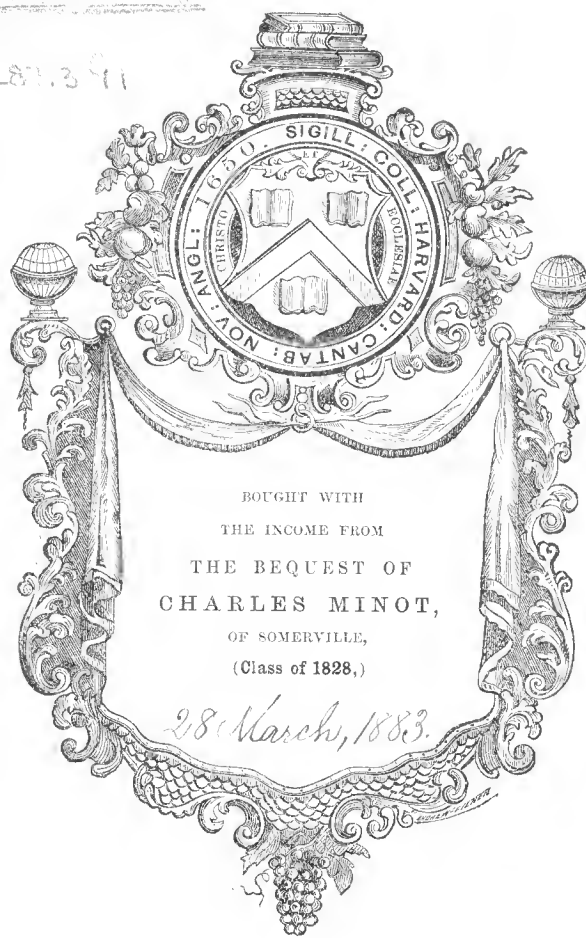 SIGILL: COLL: HARVARD: CANTAB: NOV: ANGL: 1650.
CHRISTO
ET
ECCLESIAE
BOUGHT WITH
THE INCOME FROM
THE BEQUEST OF
CHARLES MINOT,
OF SOMERVILLE,
(Class of 1828,)
28 March, 1883.